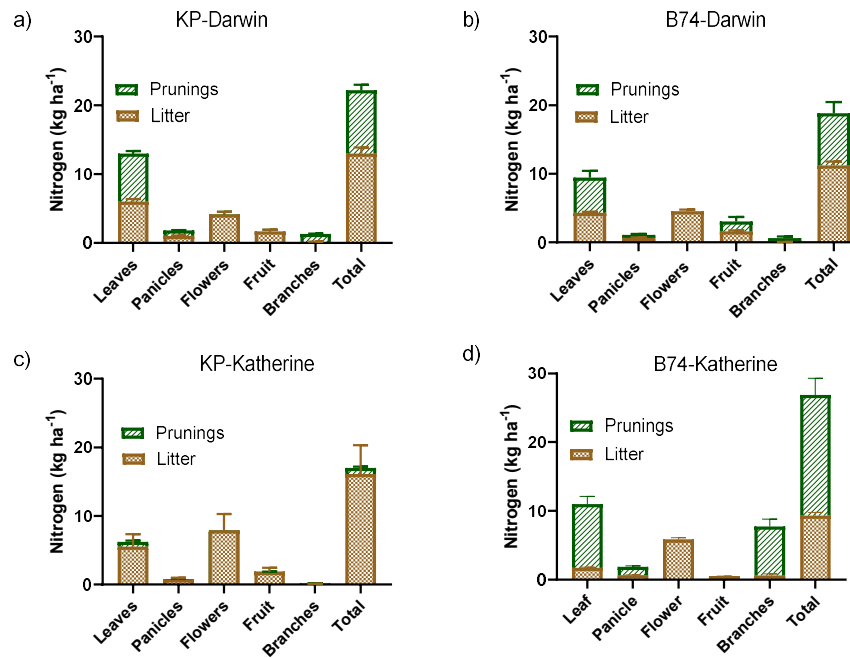 a)
KP-Darwin
Nitrogen (kg ha⁻¹)
30
20
10
0
Prunings
Litter
Leaves
Panicles
Flowers
Fruit
Branches
Total
b)
B74-Darwin
Nitrogen (kg ha⁻¹)
30
20
10
0
Prunings
Litter
Leaves
Panicles
Flowers
Fruit
Branches
Total
c)
KP-Katherine
Nitrogen (kg ha⁻¹)
30
20
10
0
Prunings
Litter
Leaves
Panicles
Flowers
Fruit
Branches
Total
d)
B74-Katherine
Nitrogen (kg ha⁻¹)
30
20
10
0
Prunings
Litter
Leaf
Panicle
Flower
Fruit
Branches
Total